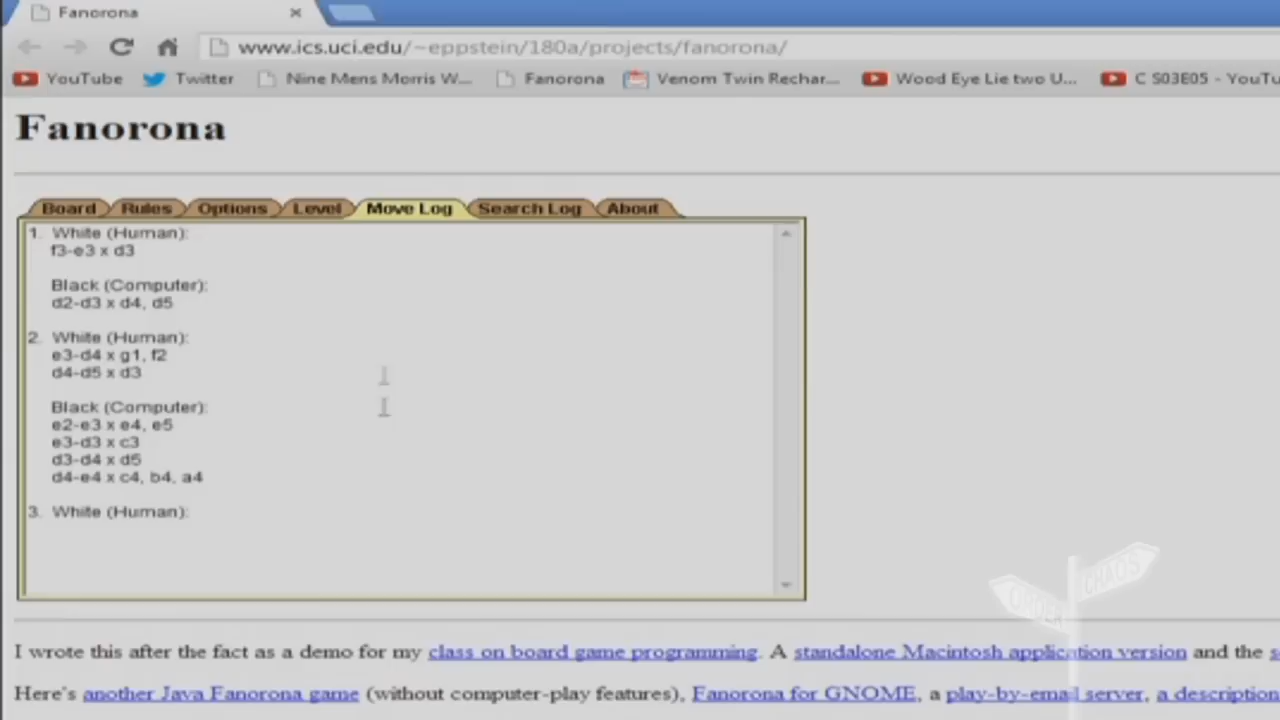 Fanorona
www.ics.uci.edu/~eppstein/180a/projects/fanorona/
YouTube Twitter Nine Mens Morris W... Fanorona Venom Twin Rechar... Wood Eye Lie two U... C S03E05 - YouTu
Fanorona
Board Rules Options Level Move Log Search Log About
1. White (Human):
f3-e3 x d3
Black (Computer):
d2-d3 x d4, d5
2. White (Human):
e3-d4 x g1, f2
d4-d5 x d3
Black (Computer):
e2-e3 x e4, e5
e3-d3 x c3
d3-d4 x d5
d4-e4 x c4, b4, a4
3. White (Human):
CHAOS
ORDER
I wrote this after the fact as a demo for my class on board game programming. A standalone Macintosh application version and the s
Here's another Java Fanorona game (without computer-play features), Fanorona for GNOME, a play-by-email server, a description